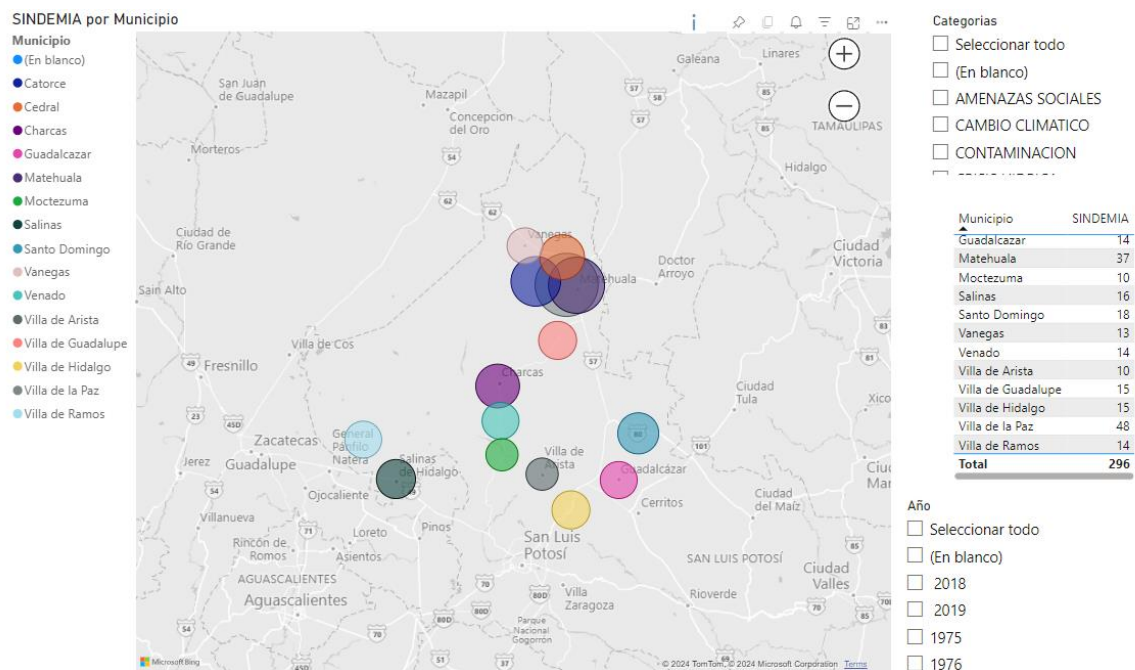 SINDEMIA por Municipio
Municipio
(En blanco)
Catorce
Cedral
Charcas
Guadalcazar
Matehuala
Moctezuma
Salinas
Santo Domingo
Vanegas
Venado
Villa de Arista
Villa de Guadalupe
Villa de Hidalgo
Villa de la Paz
Villa de Ramos
San Juan
de Guadalupe
Mazapil
Concepcion
del Oro
Galeana
Linares
TAMAULIPAS
Morteros
Hidalgo
Ciudad de
Río Grande
Vanegas
Matehuala
Doctor
Arroyo
Ciudad
Victoria
Sain Alto
Villa de Cos
Fresnillo
Charcas
Ciudad
Tula
Xico
Zacatecas
General
Pánfilo
Natera
Jerez
Guadalupe
Salinas
de Hidalgo
Villa de
Arista
Guadalcázar
Ojocaliente
Cerritos
Ciudad
del Maíz
Villanueva
Loreto
Pinos
Rincón de
Romos
Asientos
San Luis
Potosí
SAN LUIS POTOSÍ
Ciudad
Valles
AGUASCALIENTES
Aguascalientes
Villa
Zaragoza
Rioverde
Parque
Nacional
Gogorrón
Microsoft Bing
© 2024 TomTom, © 2024 Microsoft Corporation Terms
Categorias
Seleccionar todo
(En blanco)
AMENAZAS SOCIALES
CAMBIO CLIMATICO
CONTAMINACION
Municipio SINDEMIA
Guadalcazar 14
Matehuala 37
Moctezuma 10
Salinas 16
Santo Domingo 18
Vanegas 13
Venado 14
Villa de Arista 10
Villa de Guadalupe 15
Villa de Hidalgo 15
Villa de la Paz 48
Villa de Ramos 14
Total 296
Año
Seleccionar todo
(En blanco)
2018
2019
1975
1976